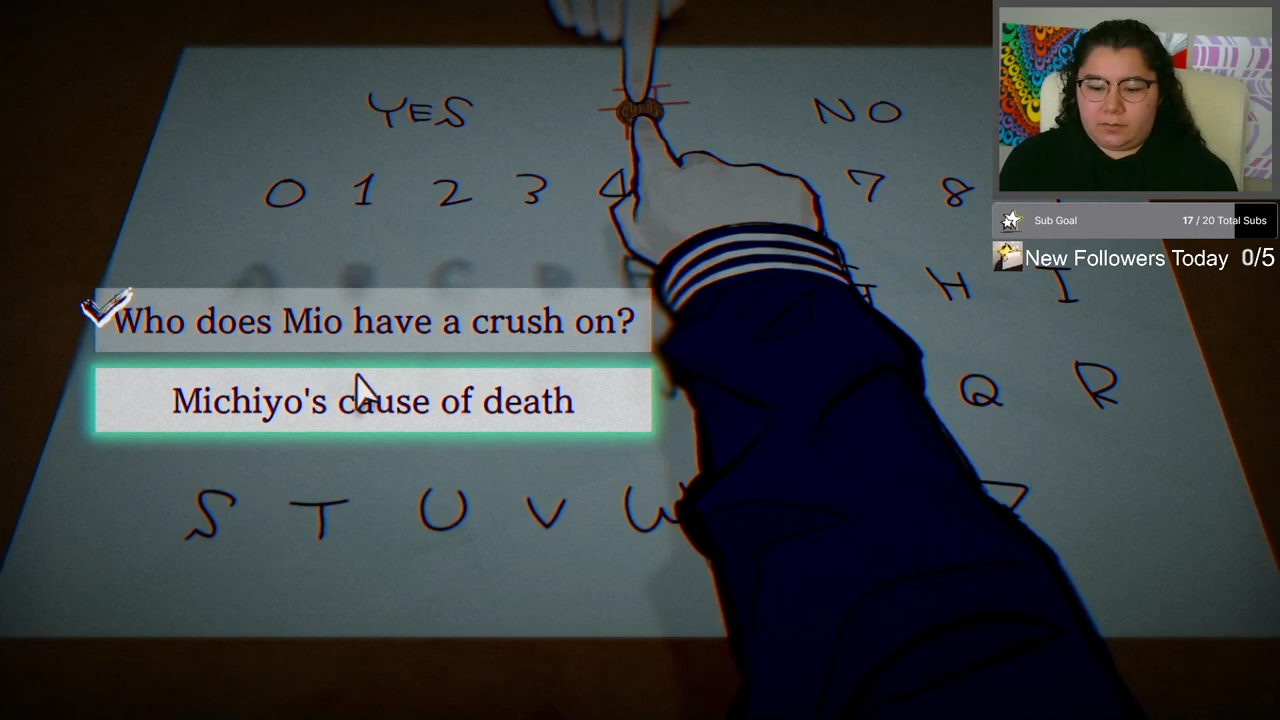 YES
NO
0 1 2 3 4 7 8
Sub Goal
17 / 20 Total Subs
New Followers Today 0/5
H I
Who does Mio have a crush on?
Michiyo's cause of death
Q R
S T U V W